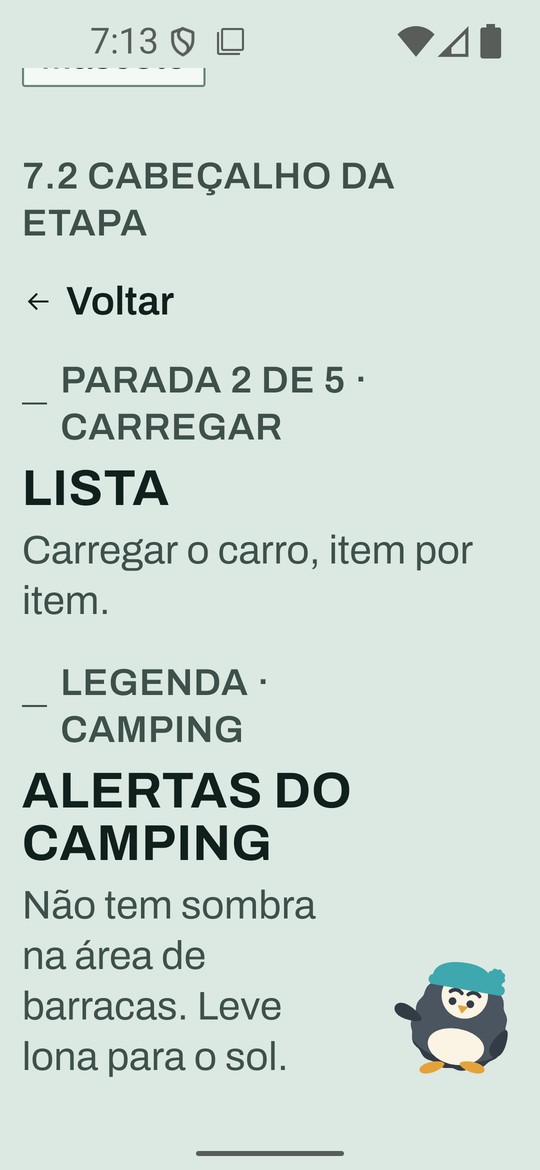 7:13
7.2 CABEÇALHO DA
ETAPA
← Voltar
_ PARADA 2 DE 5 ·
CARREGAR
LISTA
Carregar o carro, item por
item.
_ LEGENDA ·
CAMPING
ALERTAS DO
CAMPING
Não tem sombra
na área de
barracas. Leve
lona para o sol.